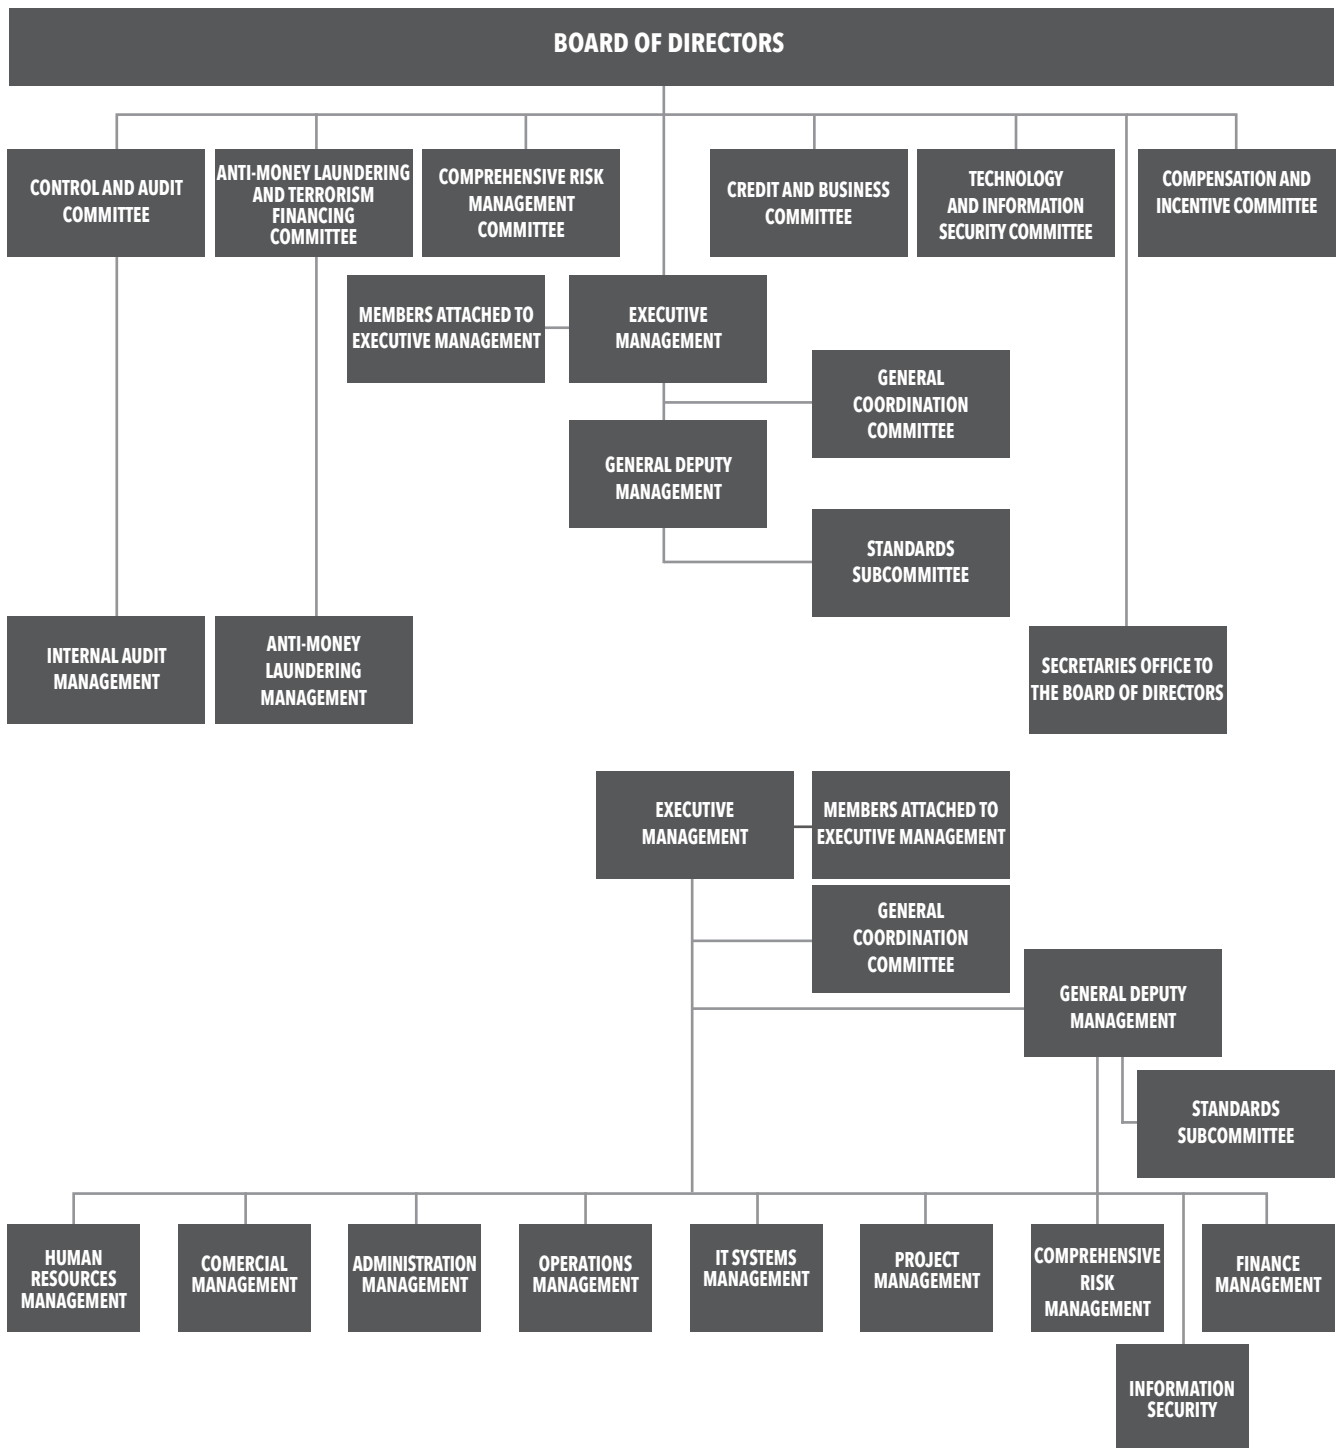 BOARD OF DIRECTORS
CONTROL AND AUDIT
COMMITTEE
ANTI-MONEY LAUNDERING
AND TERRORISM
FINANCING
COMMITTEE
COMPREHENSIVE RISK
MANAGEMENT
COMMITTEE
CREDIT AND BUSINESS
COMMITTEE
TECHNOLOGY
AND INFORMATION
SECURITY COMMITTEE
COMPENSATION AND
INCENTIVE COMMITTEE
MEMBERS ATTACHED TO
EXECUTIVE MANAGEMENT
EXECUTIVE
MANAGEMENT
GENERAL
COORDINATION
COMMITTEE
GENERAL DEPUTY
MANAGEMENT
STANDARDS
SUBCOMMITTEE
INTERNAL AUDIT
MANAGEMENT
ANTI-MONEY
LAUNDERING
MANAGEMENT
SECRETARIES OFFICE TO
THE BOARD OF DIRECTORS
EXECUTIVE
MANAGEMENT
MEMBERS ATTACHED TO
EXECUTIVE MANAGEMENT
GENERAL
COORDINATION
COMMITTEE
GENERAL DEPUTY
MANAGEMENT
STANDARDS
SUBCOMMITTEE
HUMAN
RESOURCES
MANAGEMENT
COMERCIAL
MANAGEMENT
ADMINISTRATION
MANAGEMENT
OPERATIONS
MANAGEMENT
IT SYSTEMS
MANAGEMENT
PROJECT
MANAGEMENT
COMPREHENSIVE
RISK
MANAGEMENT
FINANCE
MANAGEMENT
INFORMATION
SECURITY